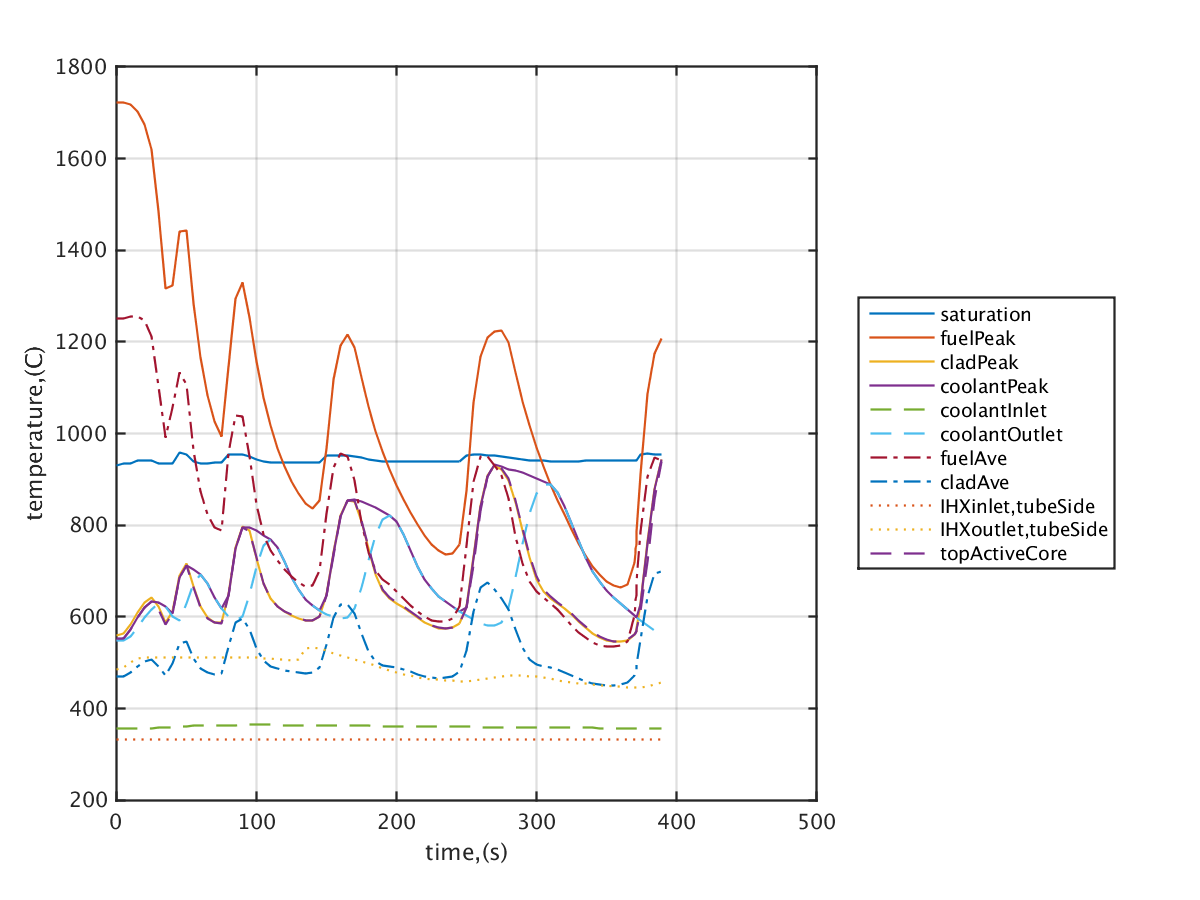 1800
1600
1400
1200
1000
800
600
400
200
temperature,(C)
0 100 200 300 400 500
time,(s)
saturation
fuelPeak
cladPeak
coolantPeak
coolantInlet
coolantOutlet
fuelAve
cladAve
IHXinlet,tubeSide
IHXoutlet,tubeSide
topActiveCore